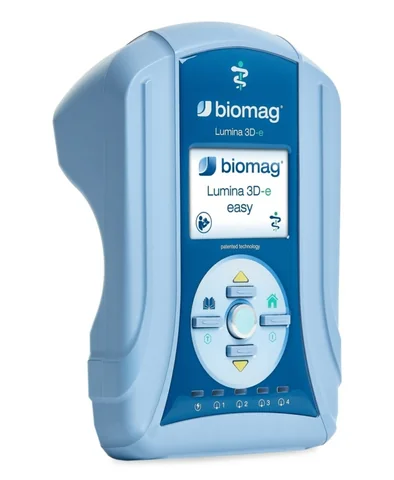 biomag®
Lumina 3D-e
biomag®
Lumina 3D-e
easy
patented technology
1 2 3 4